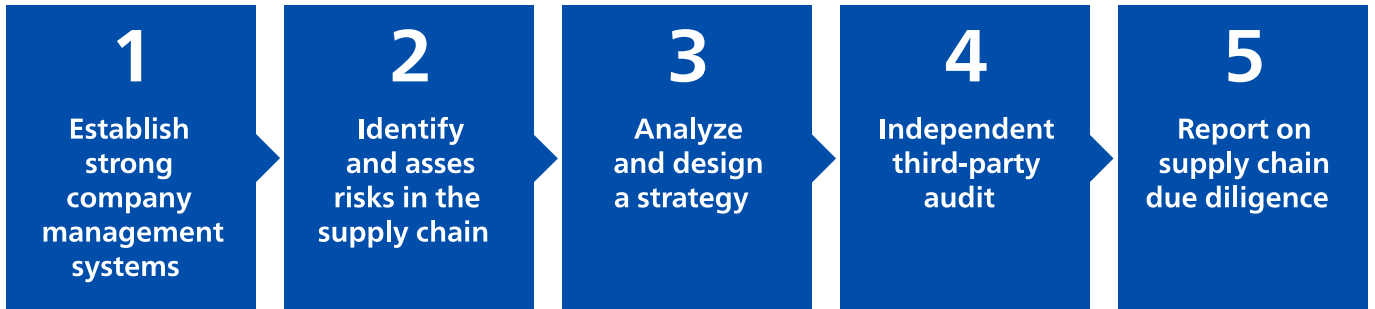 1
Establish
strong
company
management
systems
2
Identify
and asses
risks in the
supply chain
3
Analyze
and design
a strategy
4
Independent
third-party
audit
5
Report on
supply chain
due diligence